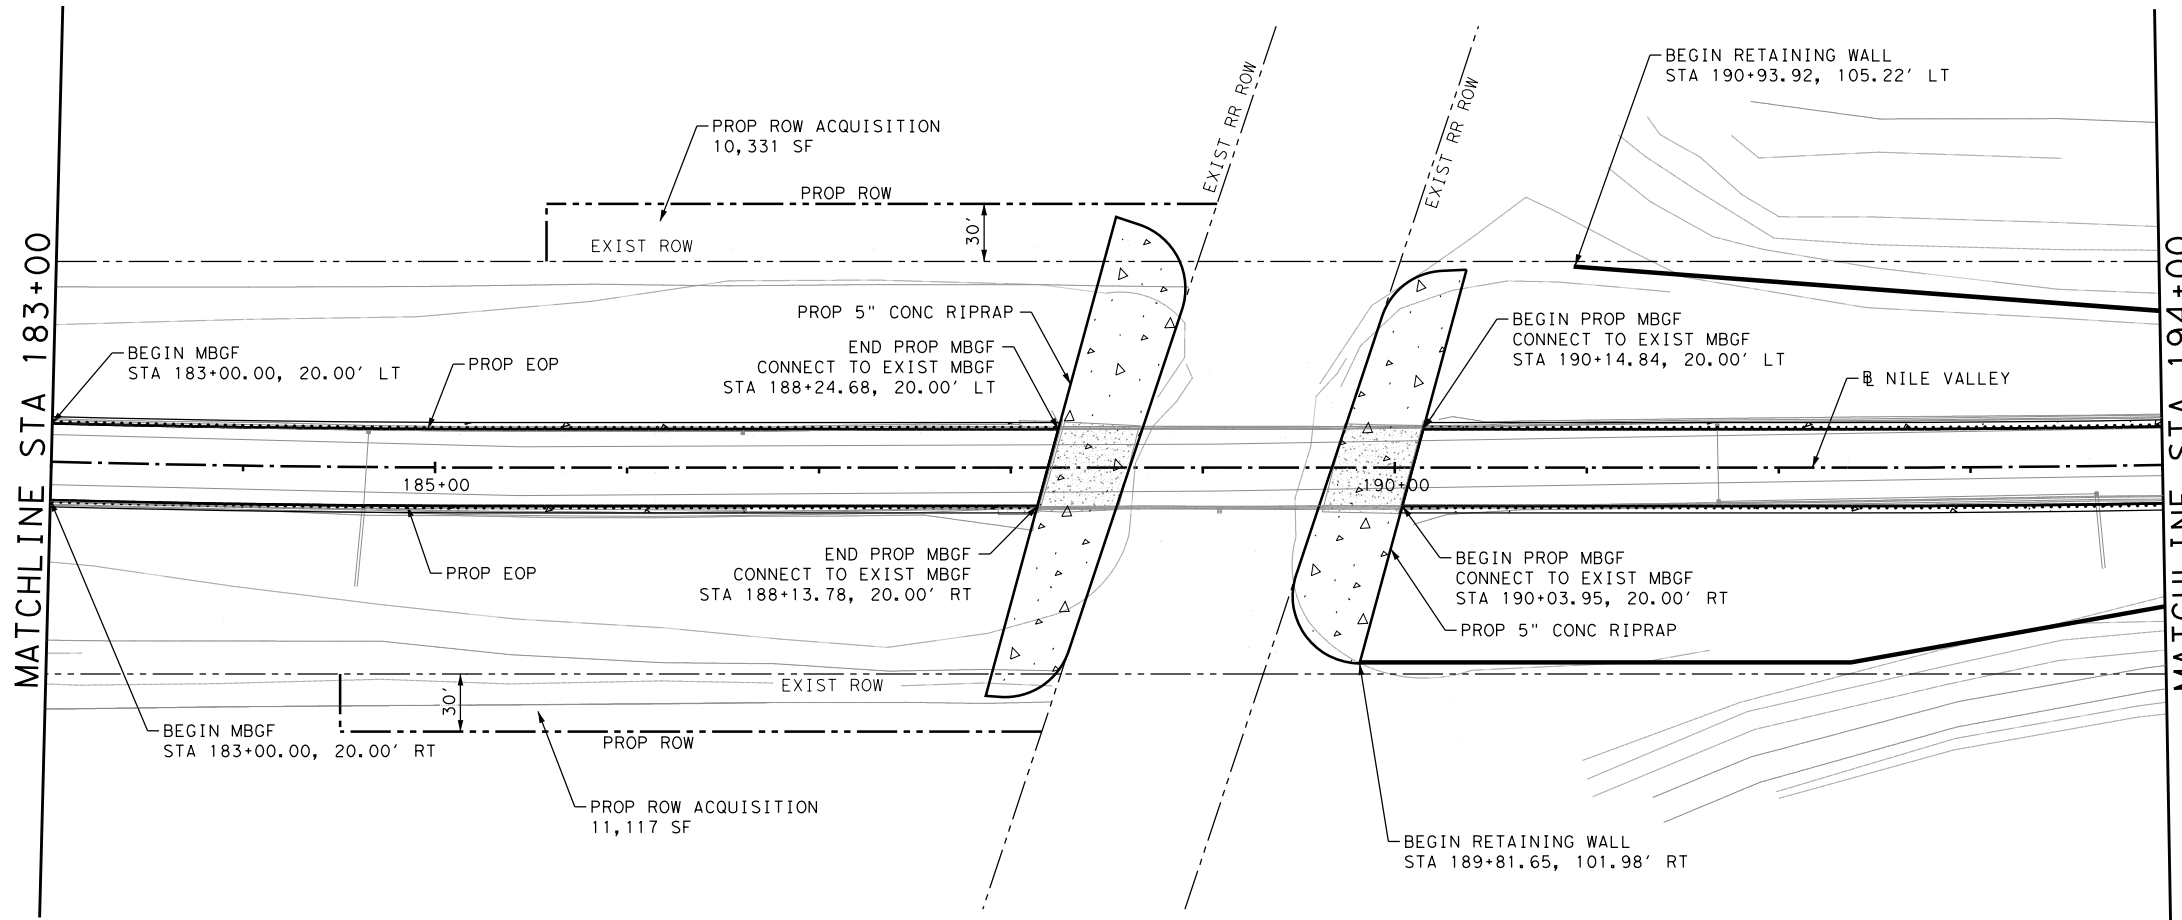 MATCHLINE STA 183+00
BEGIN RETAINING WALL
STA 190+93.92, 105.22' LT
PROP ROW ACQUISITION
10,331 SF
EXIST RR ROW
EXIST RR ROW
PROP ROW
30'
EXIST ROW
PROP 5" CONC RIPRAP
BEGIN MBGF
STA 183+00.00, 20.00' LT
PROP EOP
END PROP MBGF
CONNECT TO EXIST MBGF
STA 188+24.68, 20.00' LT
BEGIN PROP MBGF
CONNECT TO EXIST MBGF
STA 190+14.84, 20.00' LT
℄ NILE VALLEY
185+00
190+00
PROP EOP
END PROP MBGF
CONNECT TO EXIST MBGF
STA 188+13.78, 20.00' RT
BEGIN PROP MBGF
CONNECT TO EXIST MBGF
STA 190+03.95, 20.00' RT
PROP 5" CONC RIPRAP
EXIST ROW
30'
PROP ROW
BEGIN MBGF
STA 183+00.00, 20.00' RT
PROP ROW ACQUISITION
11,117 SF
BEGIN RETAINING WALL
STA 189+81.65, 101.98' RT
MATCHLINE STA 194+00